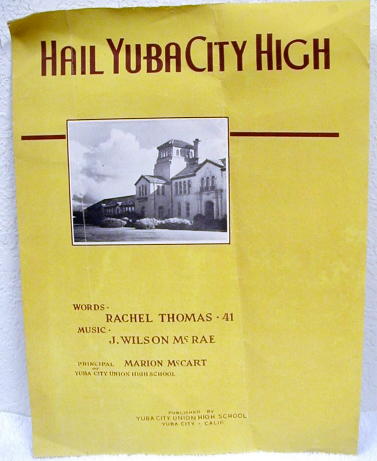 HAIL YUBA CITY HIGH
WORDS·
RACHEL THOMAS · 41
MUSIC·
J. WILSON McRAE
PRINCIPAL MARION McCART
OF
YUBA CITY UNION HIGH SCHOOL
PUBLISHED BY
YUBA CITY UNION HIGH SCHOOL
YUBA CITY · CALIF.